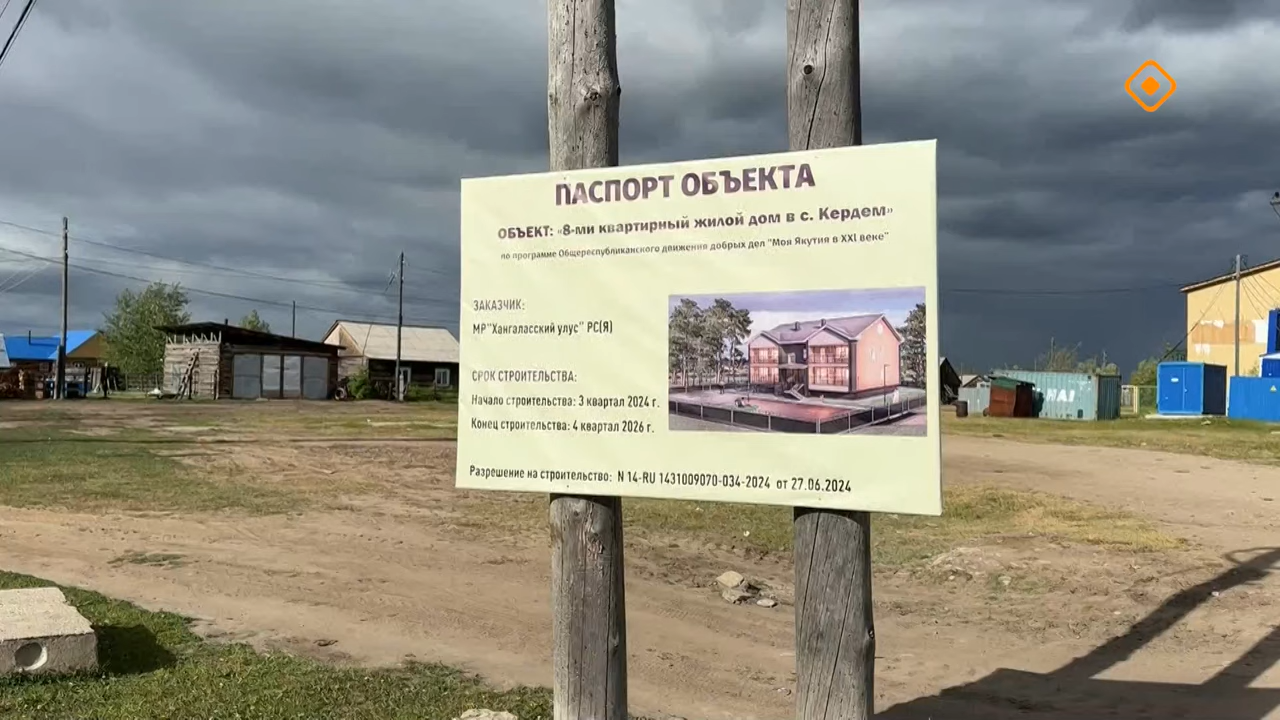 ПАСПОРТ ОБЪЕКТА
ОБЪЕКТ: «8-ми квартирный жилой дом в с. Кердем»
по программе Общереспубликанского движения добрых дел "Моя Якутия в XXI веке"
ЗАКАЗЧИК:
МР"Хангаласский улус" РС(Я)
СРОК СТРОИТЕЛЬСТВА:
Начало строительства: 3 квартал 2024 г.
Конец строительства: 4 квартал 2026 г.
Разрешение на строительство: N 14-RU 1431009070-034-2024 от 27.06.2024